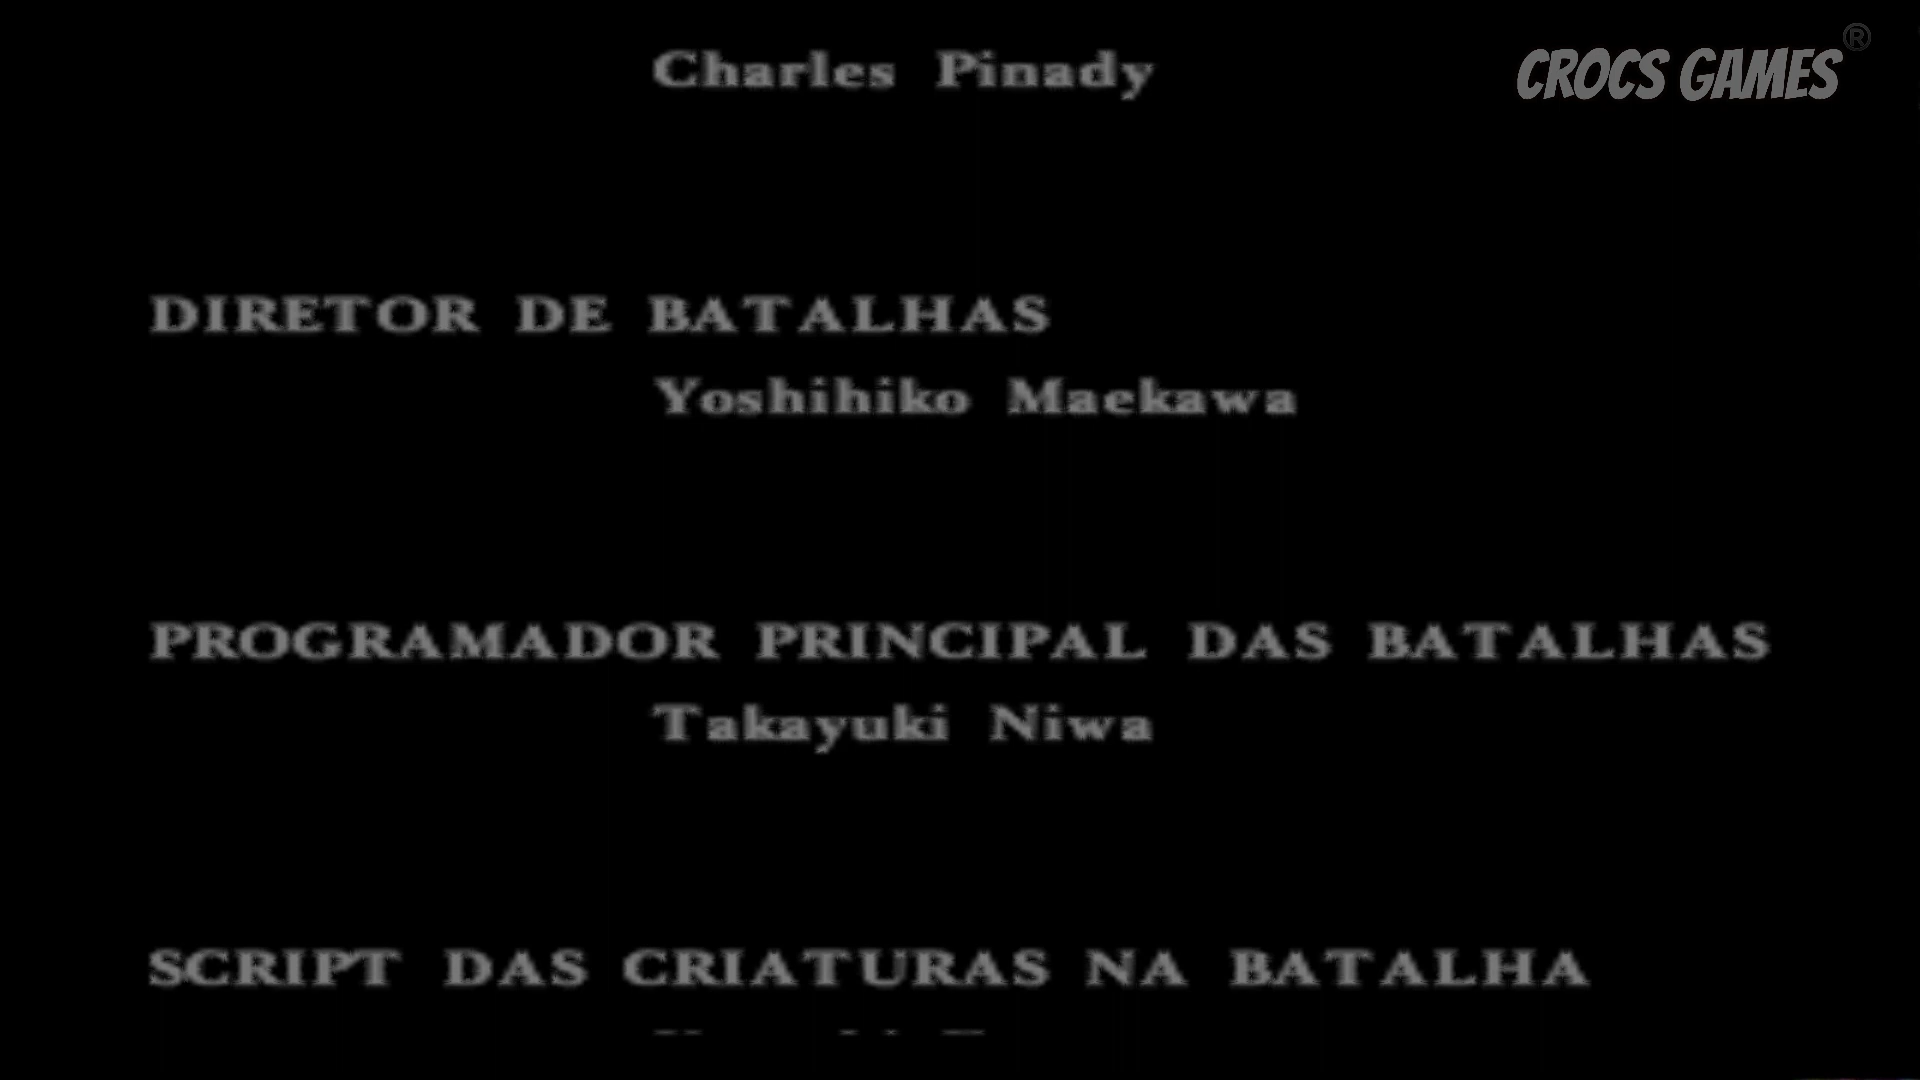 Charles Pinady
CROCS GAMES®
DIRETOR DE BATALHAS
Yoshihiko Maekawa
PROGRAMADOR PRINCIPAL DAS BATALHAS
Takayuki Niwa
SCRIPT DAS CRIATURAS NA BATALHA